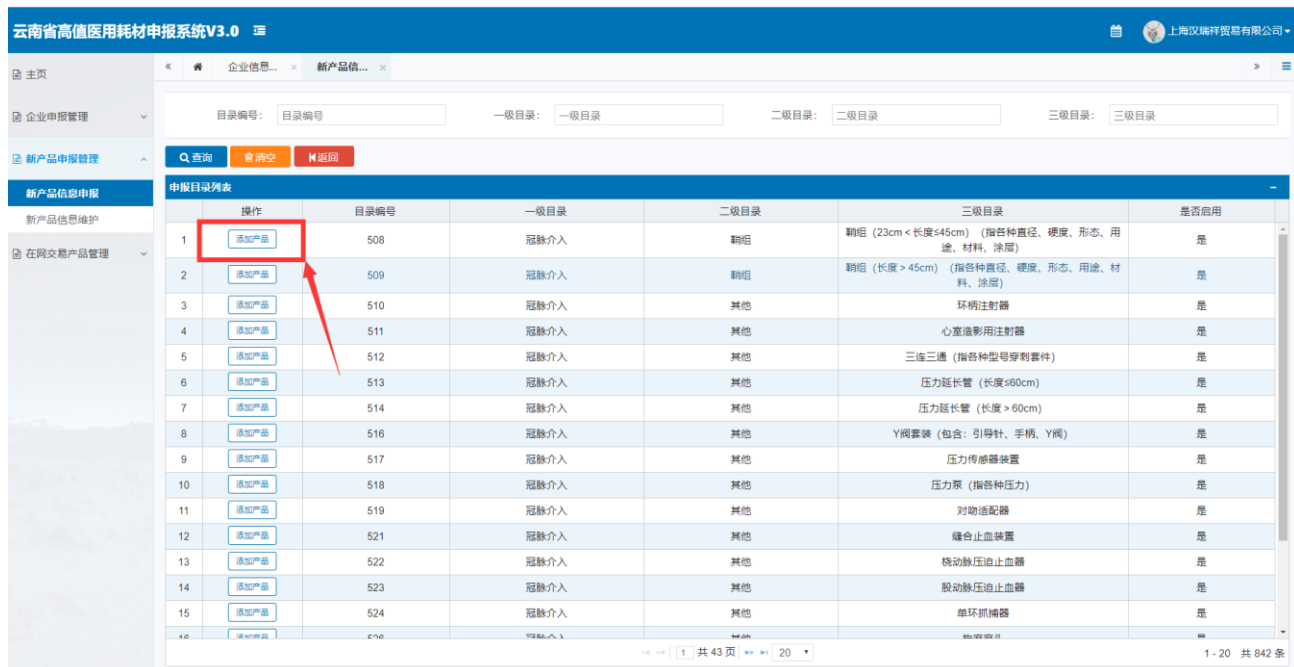 云南省高值医用耗材申报系统V3.0
上海汉瑞祥贸易有限公司
主页
企业申报管理
新产品申报管理
新产品信息申报
新产品信息维护
在网交易产品管理
企业信息... × 新产品信... ×
目录编号: 目录编号 一级目录: 一级目录 二级目录: 二级目录 三级目录: 三级目录
查询 清空 返回
申报目录列表
操作 目录编号 一级目录 二级目录 三级目录 是否启用
1 添加产品 508 冠脉介入 鞘组 鞘组（23cm＜长度≤45cm）（指各种直径、硬度、形态、用
途、材料、涂层) 是
2 添加产品 509 冠脉介入 鞘组 鞘组（长度＞45cm）（指各种直径、硬度、形态、用途、材
料、涂层) 是
3 添加产品 510 冠脉介入 其他 环柄注射器 是
4 添加产品 511 冠脉介入 其他 心室造影用注射器 是
5 添加产品 512 冠脉介入 其他 三连三通（指各种型号穿刺套件） 是
6 添加产品 513 冠脉介入 其他 压力延长管（长度≤60cm） 是
7 添加产品 514 冠脉介入 其他 压力延长管（长度＞60cm） 是
8 添加产品 516 冠脉介入 其他 Y阀套装（包含：引导针、手柄、Y阀） 是
9 添加产品 517 冠脉介入 其他 压力传感器装置 是
10 添加产品 518 冠脉介入 其他 压力泵（指各种压力） 是
11 添加产品 519 冠脉介入 其他 对吻适配器 是
12 添加产品 521 冠脉介入 其他 缝合止血装置 是
13 添加产品 522 冠脉介入 其他 桡动脉压迫止血器 是
14 添加产品 523 冠脉介入 其他 股动脉压迫止血器 是
15 添加产品 524 冠脉介入 其他 单环抓捕器 是
1 共 43 页 20 1 - 20 共 842 条